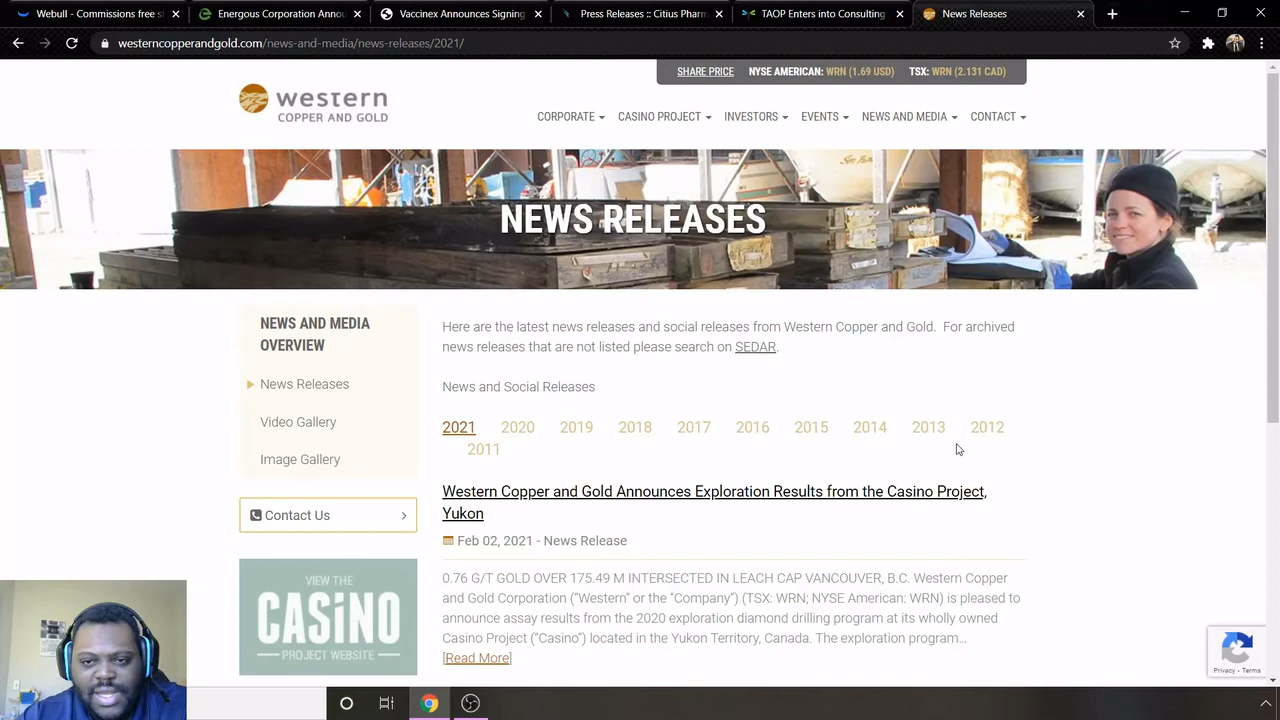 Webull - Commissions free s
Energous Corporation Annou
Vaccinex Announces Signing
Press Releases :: Citius Pharm
TAOP Enters into Consulting
News Releases
westerncopperandgold.com/news-and-media/news-releases/2021/
SHARE PRICE NYSE AMERICAN: WRN (1.69 USD) TSX: WRN (2.131 CAD)
western
COPPER AND GOLD
CORPORATE CASINO PROJECT INVESTORS EVENTS NEWS AND MEDIA CONTACT
NEWS RELEASES
NEWS AND MEDIA
OVERVIEW
News Releases
Video Gallery
Image Gallery
Contact Us
VIEW THE
CASINO
PROJECT WEBSITE
Here are the latest news releases and social releases from Western Copper and Gold. For archived
news releases that are not listed please search on SEDAR.
News and Social Releases
2021 2020 2019 2018 2017 2016 2015 2014 2013 2012
2011
Western Copper and Gold Announces Exploration Results from the Casino Project,
Yukon
Feb 02, 2021 - News Release
0.76 G/T GOLD OVER 175.49 M INTERSECTED IN LEACH CAP VANCOUVER, B.C. Western Copper
and Gold Corporation (“Western” or the “Company”) (TSX: WRN; NYSE American: WRN) is pleased to
announce assay results from the 2020 exploration diamond drilling program at its wholly owned
Casino Project (“Casino”) located in the Yukon Territory, Canada. The exploration program…
[Read More]
Privacy - Terms